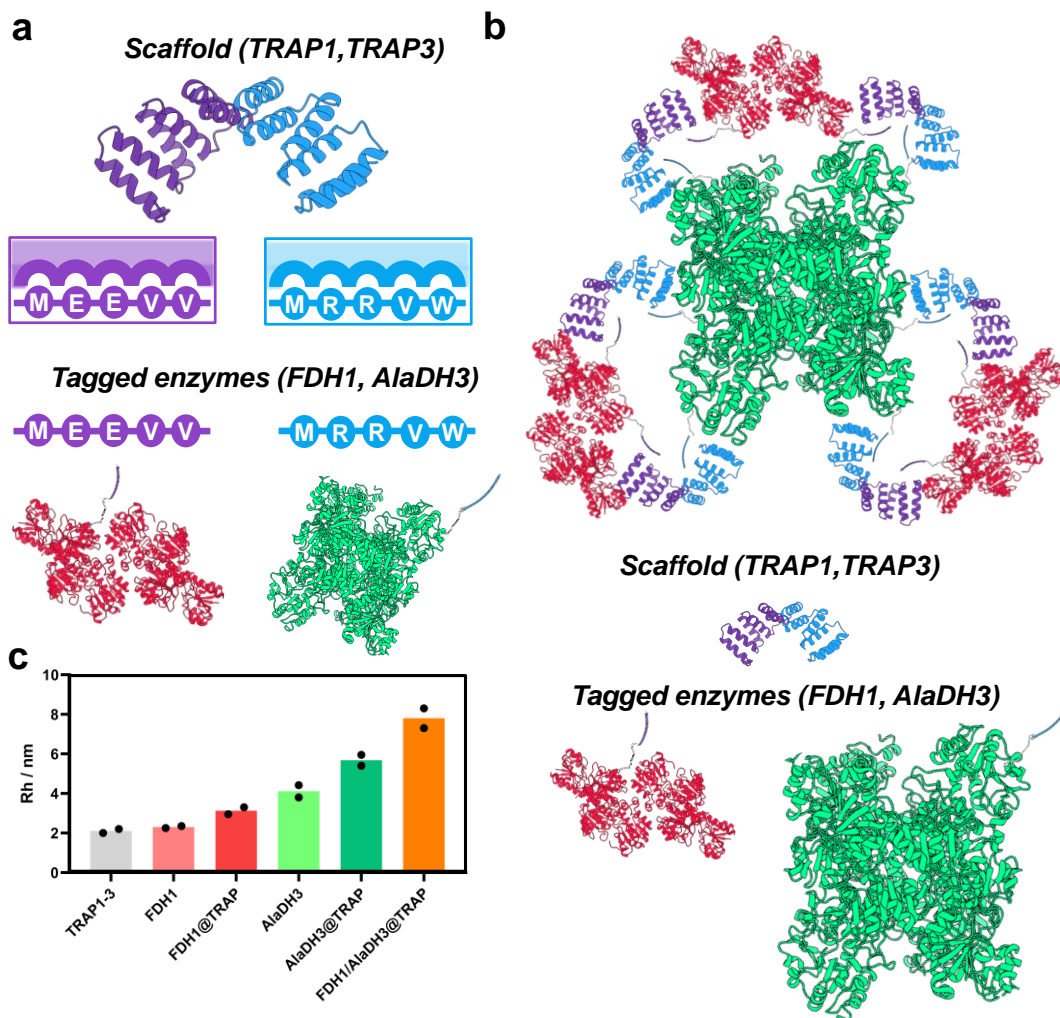 a
Scaffold (TRAP1,TRAP3)
M E E V V
M R R V W
Tagged enzymes (FDH1, AlaDH3)
M E E V V
M R R V W
b
Scaffold (TRAP1,TRAP3)
Tagged enzymes (FDH1, AlaDH3)
c
Rh / nm
10
8
6
4
2
0
TRAP1-3
FDH1
FDH1@TRAP
AlaDH3
AlaDH3@TRAP
FDH1/AlaDH3@TRAP